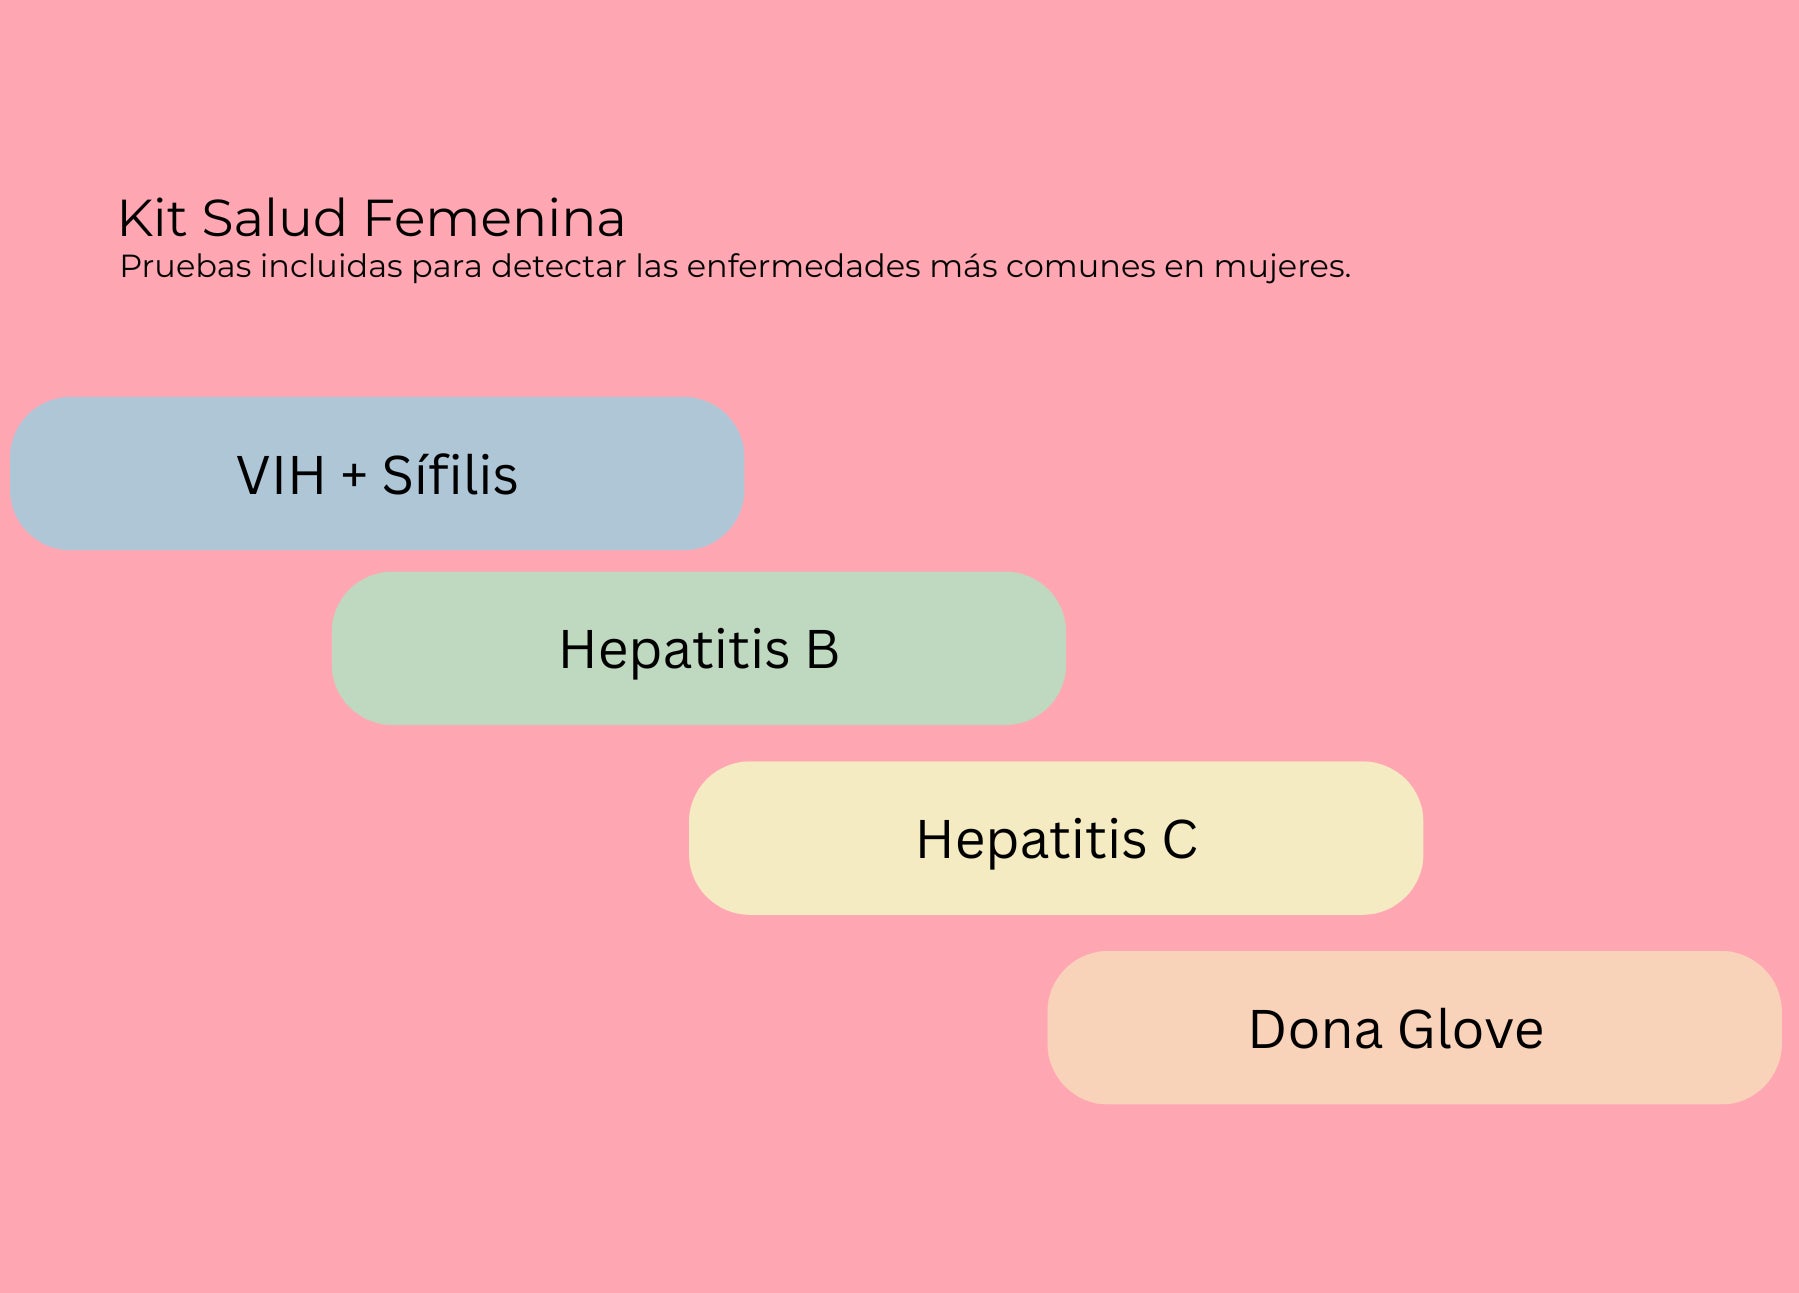 Kit Salud Femenina
Pruebas incluidas para detectar las enfermedades más comunes en mujeres.
VIH + Sífilis
Hepatitis B
Hepatitis C
Dona Glove